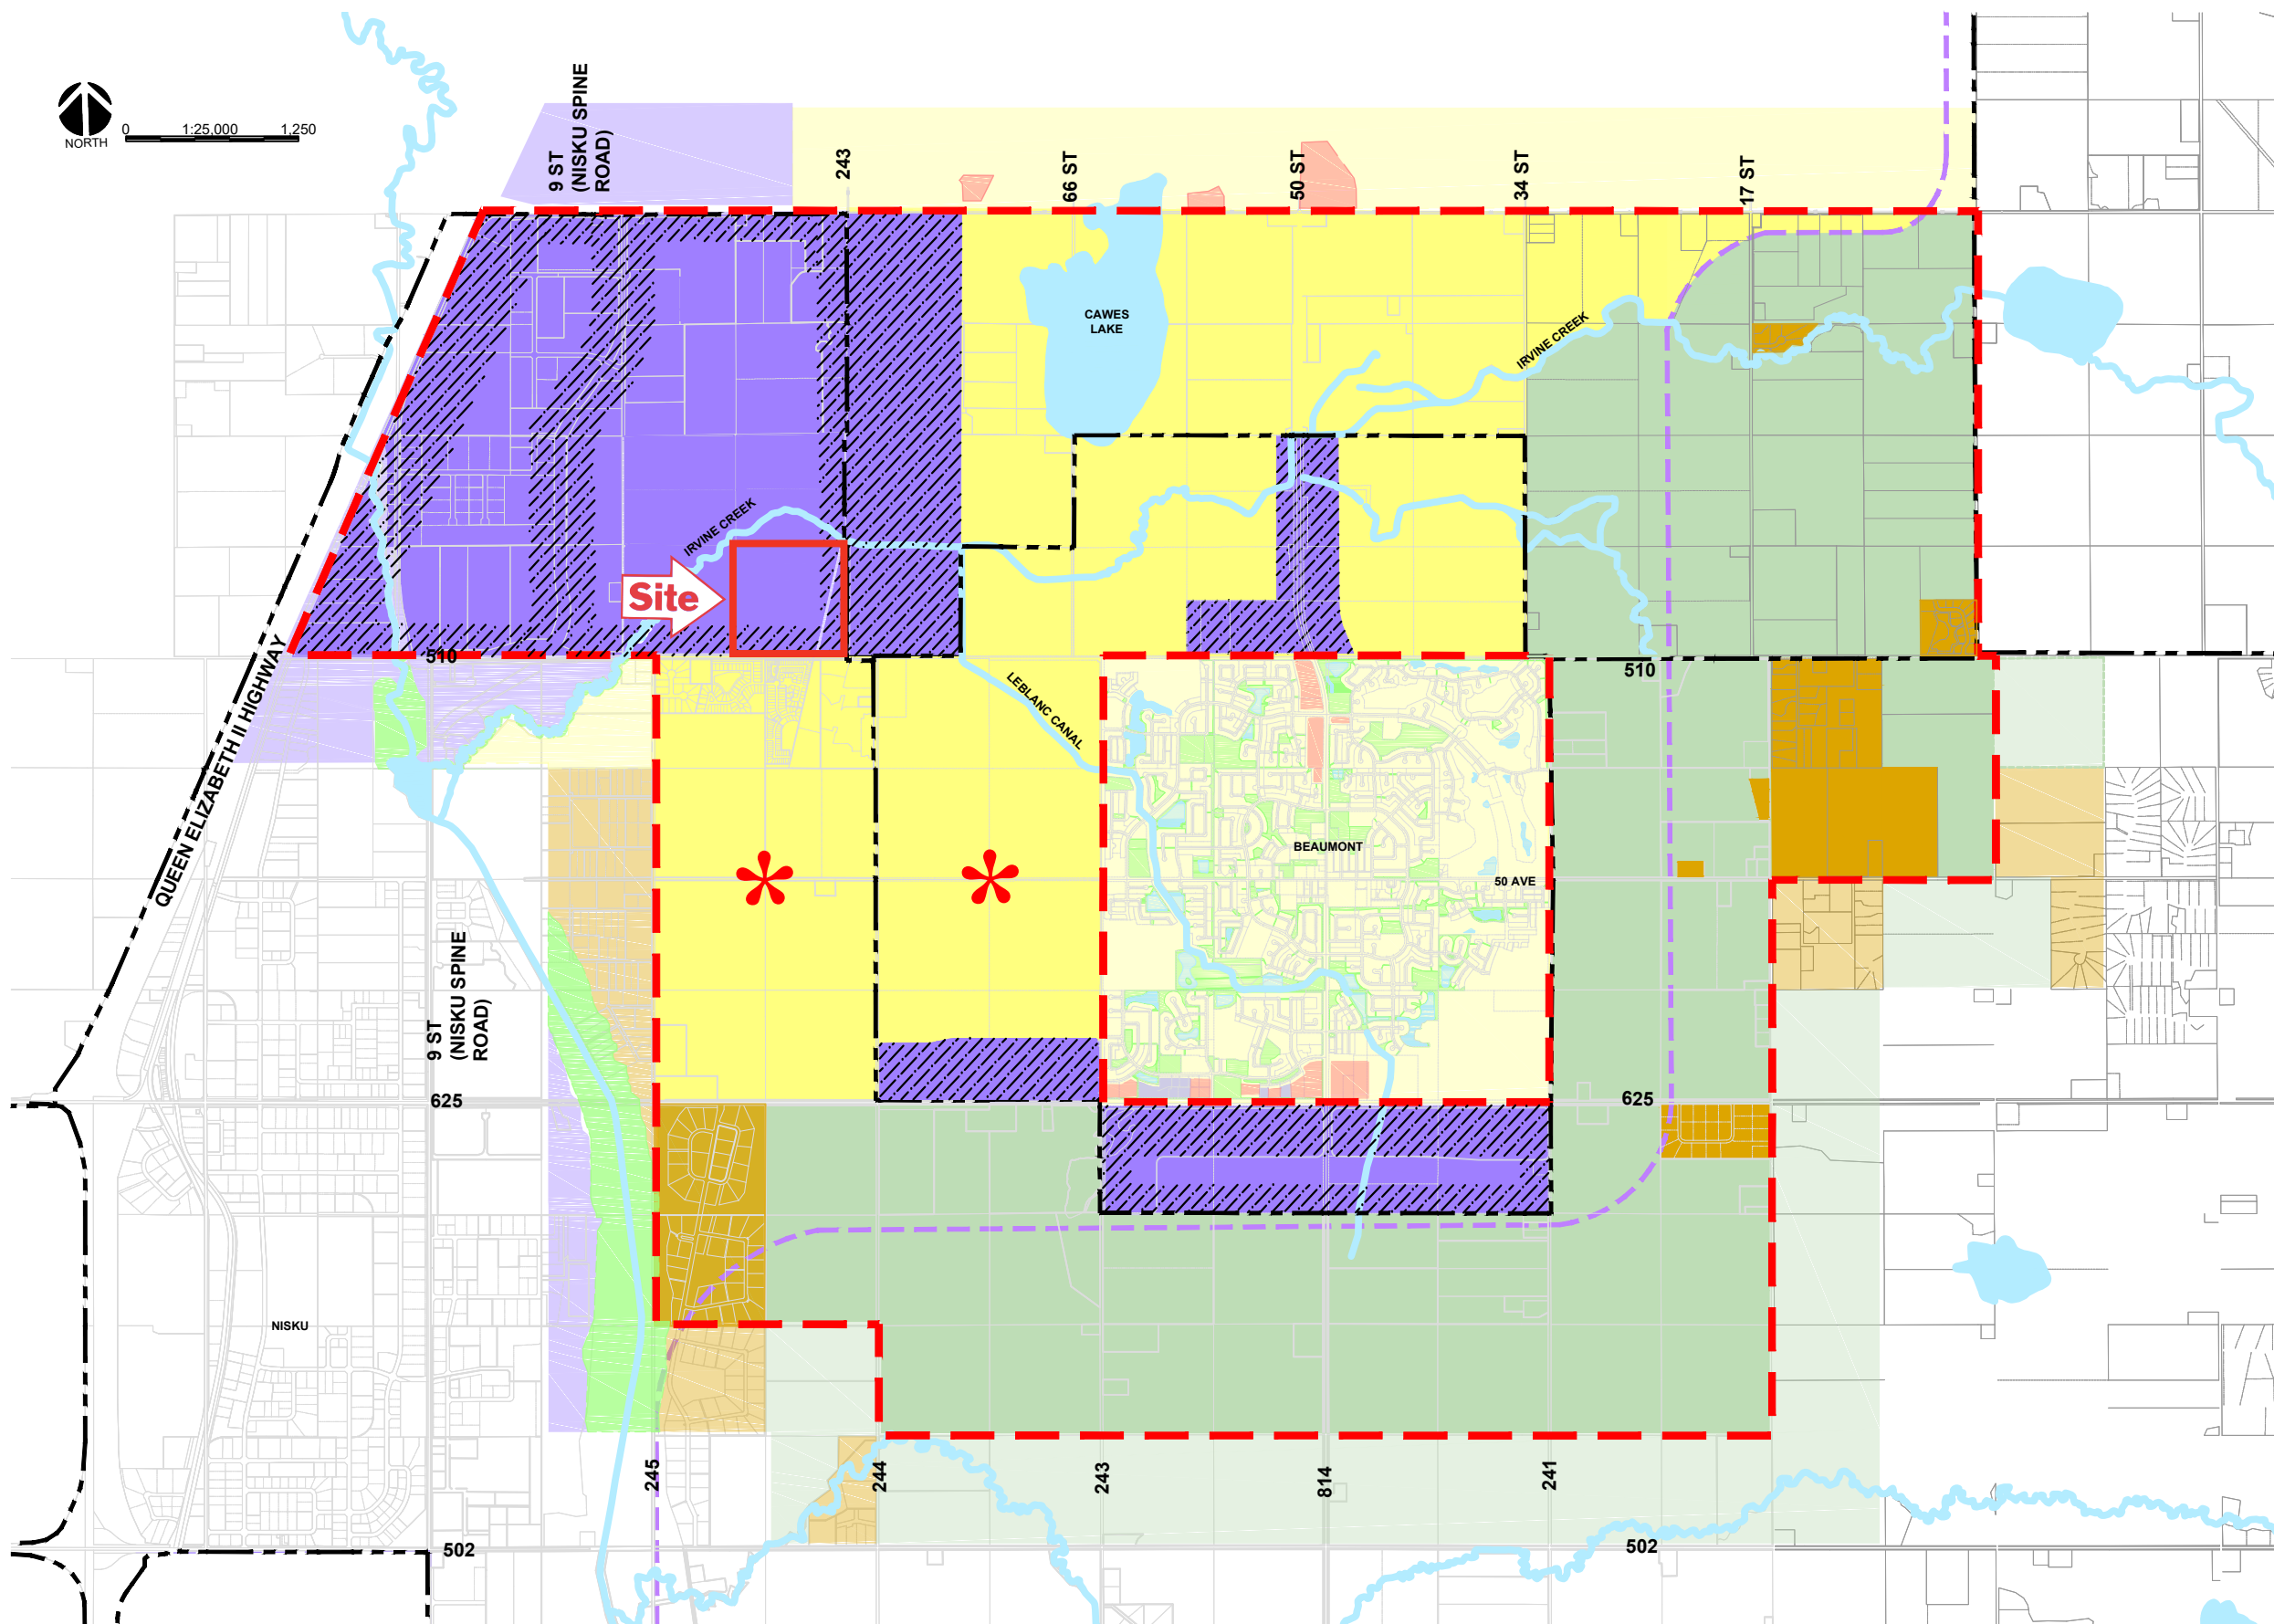 NORTH
0 1:25,000 1,250
9 ST
(NISKU SPINE
ROAD)
243
66 ST
50 ST
34 ST
17 ST
CAWES
LAKE
IRVINE CREEK
IRVINE CREEK
Site
510
510
QUEEN ELIZABETH II HIGHWAY
LEBLANC CANAL
BEAUMONT
50 AVE
9 ST
(NISKU SPINE
ROAD)
625
625
NISKU
245
244
243
814
241
502
502